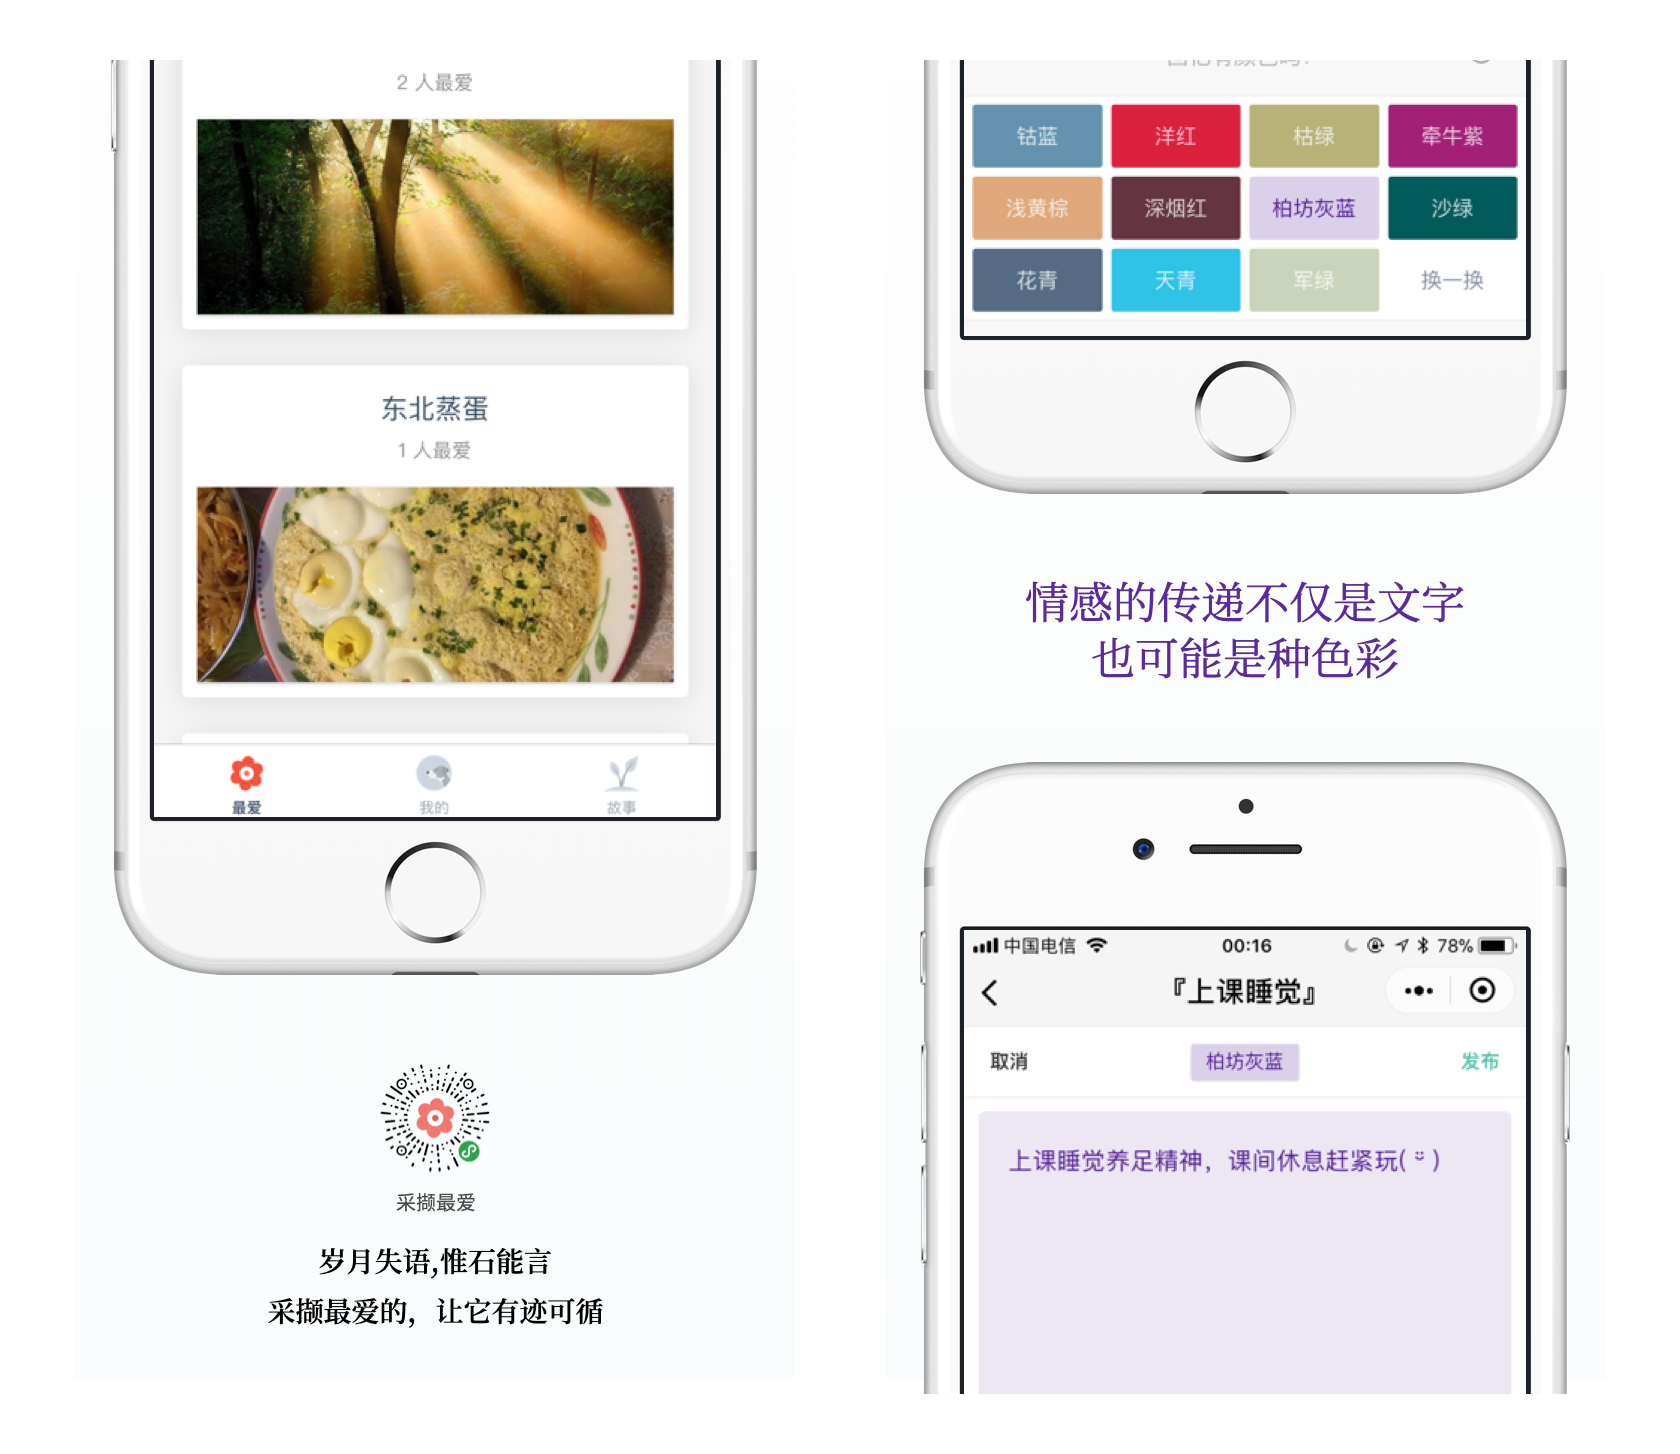 2 人最爱
东北蒸蛋
1 人最爱
最爱
我的
故事
采撷最爱
岁月失语,惟石能言
采撷最爱的，让它有迹可循
钴蓝
洋红
枯绿
牵牛紫
浅黄棕
深烟红
柏坊灰蓝
沙绿
花青
天青
军绿
换一换
情感的传递不仅是文字
也可能是种色彩
中国电信
00:16
78%
『上课睡觉』
取消
柏坊灰蓝
发布
上课睡觉养足精神，课间休息赶紧玩( ͡ )